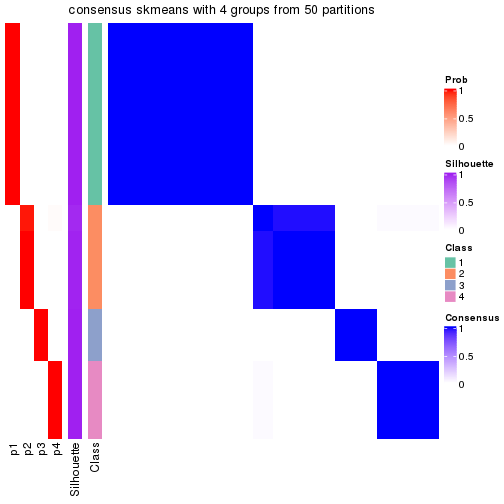 consensus skmeans with 4 groups from 50 partitions
Prob
1
0.5
0
Silhouette
1
0.5
0
Class
1
2
3
4
Consensus
1
0.5
0
p1
p2
p3
p4
Silhouette
Class